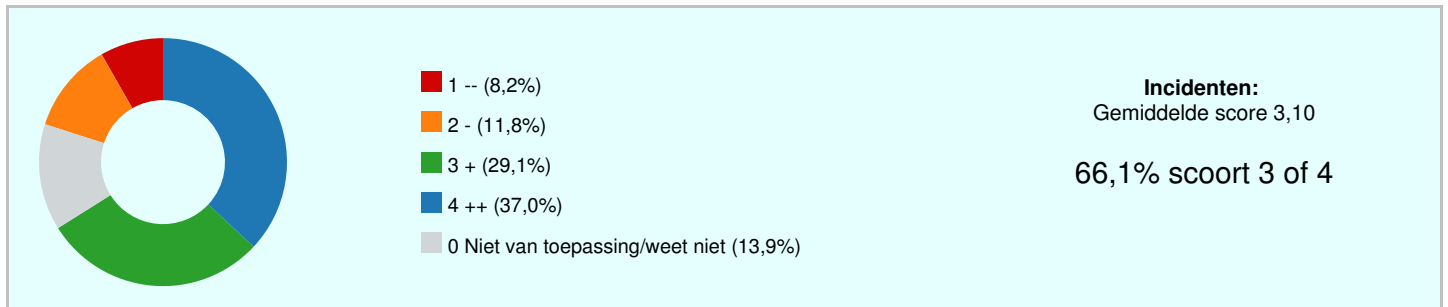 1 -- (8,2%)
2 - (11,8%)
3 + (29,1%)
4 ++ (37,0%)
0 Niet van toepassing/weet niet (13,9%)
Incidenten:
Gemiddelde score 3,10
66,1% scoort 3 of 4